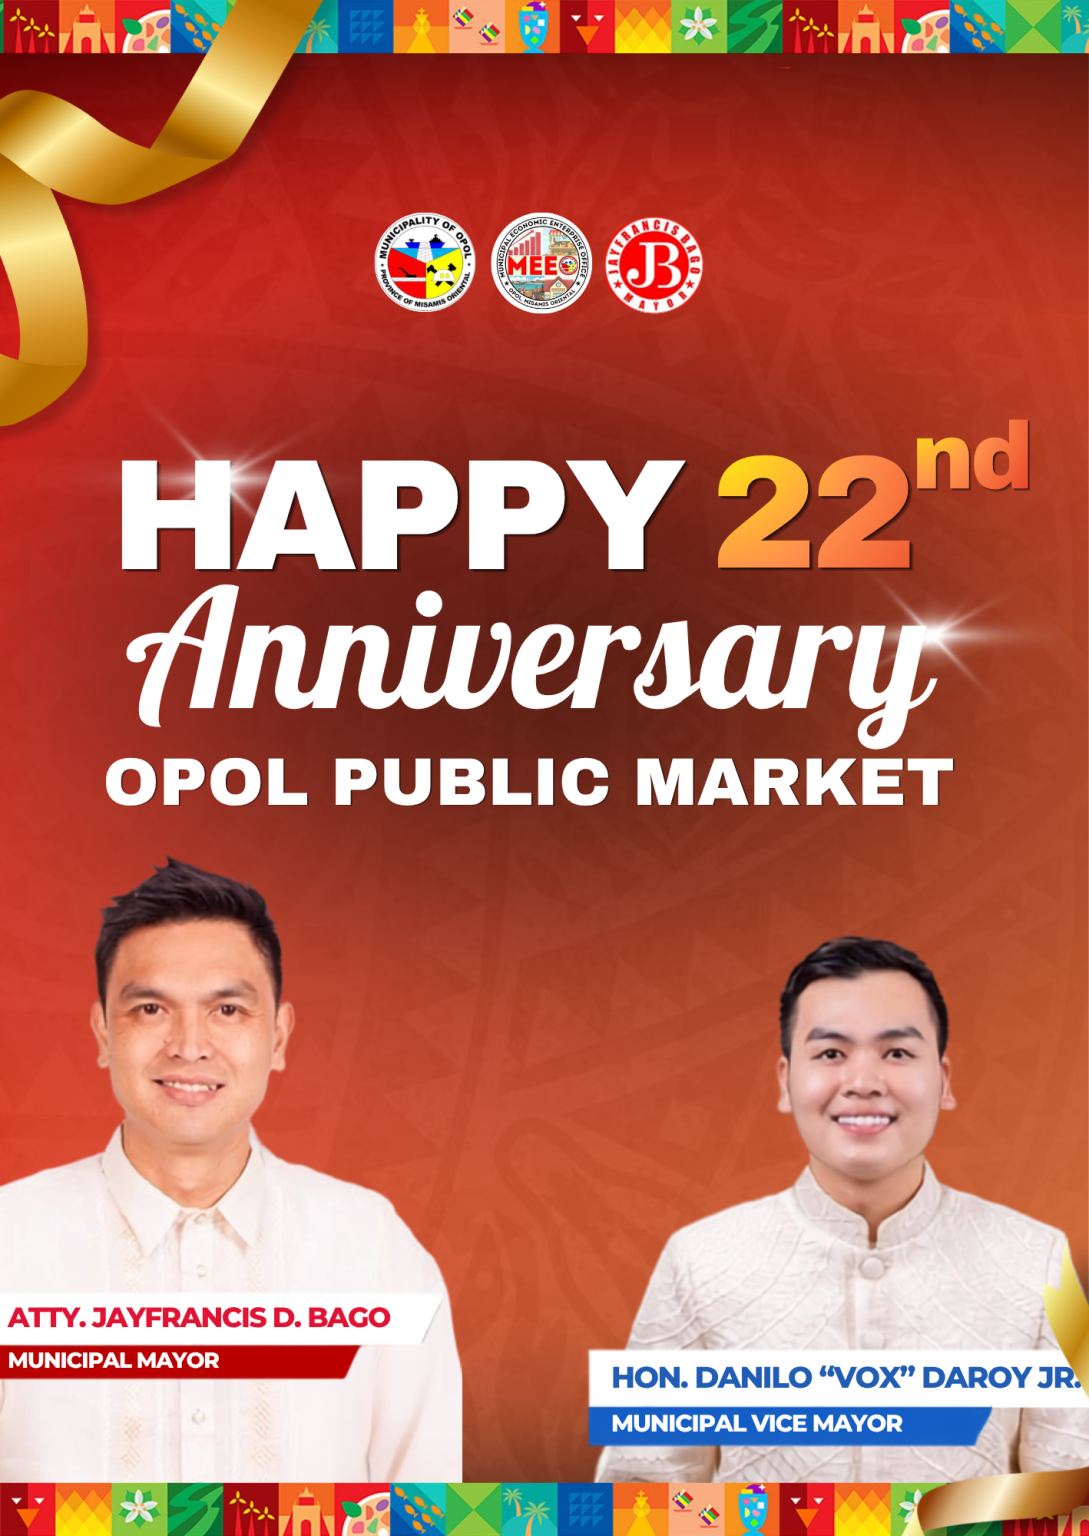 MUNICIPALITY OF OPOL
PROVINCE OF MISAMIS ORIENTAL
MUNICIPAL ECONOMIC ENTERPRISE OFFICE
MEEO
OPOL MISAMIS ORIENTAL
JAYFRANCIS BAGO
JB
MAYOR
HAPPY 22nd
Anniversary
OPOL PUBLIC MARKET
ATTY. JAYFRANCIS D. BAGO
MUNICIPAL MAYOR
HON. DANILO “VOX” DAROY JR.
MUNICIPAL VICE MAYOR